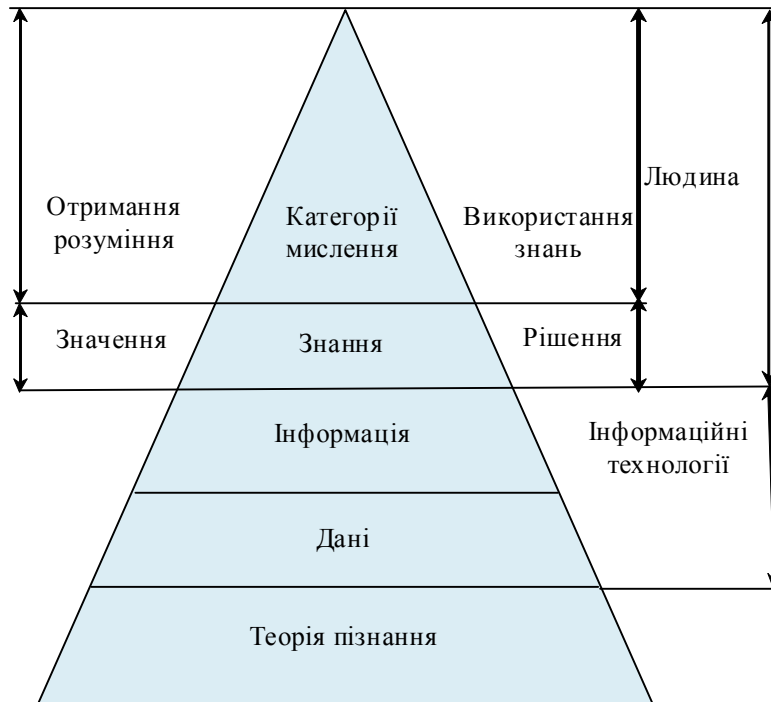 Людина
Отримання
розуміння
Категорії
мислення
Використання
знань
Значення
Знання
Рішення
Інформація
Інформаційні
технології
Дані
Теорія пізнання